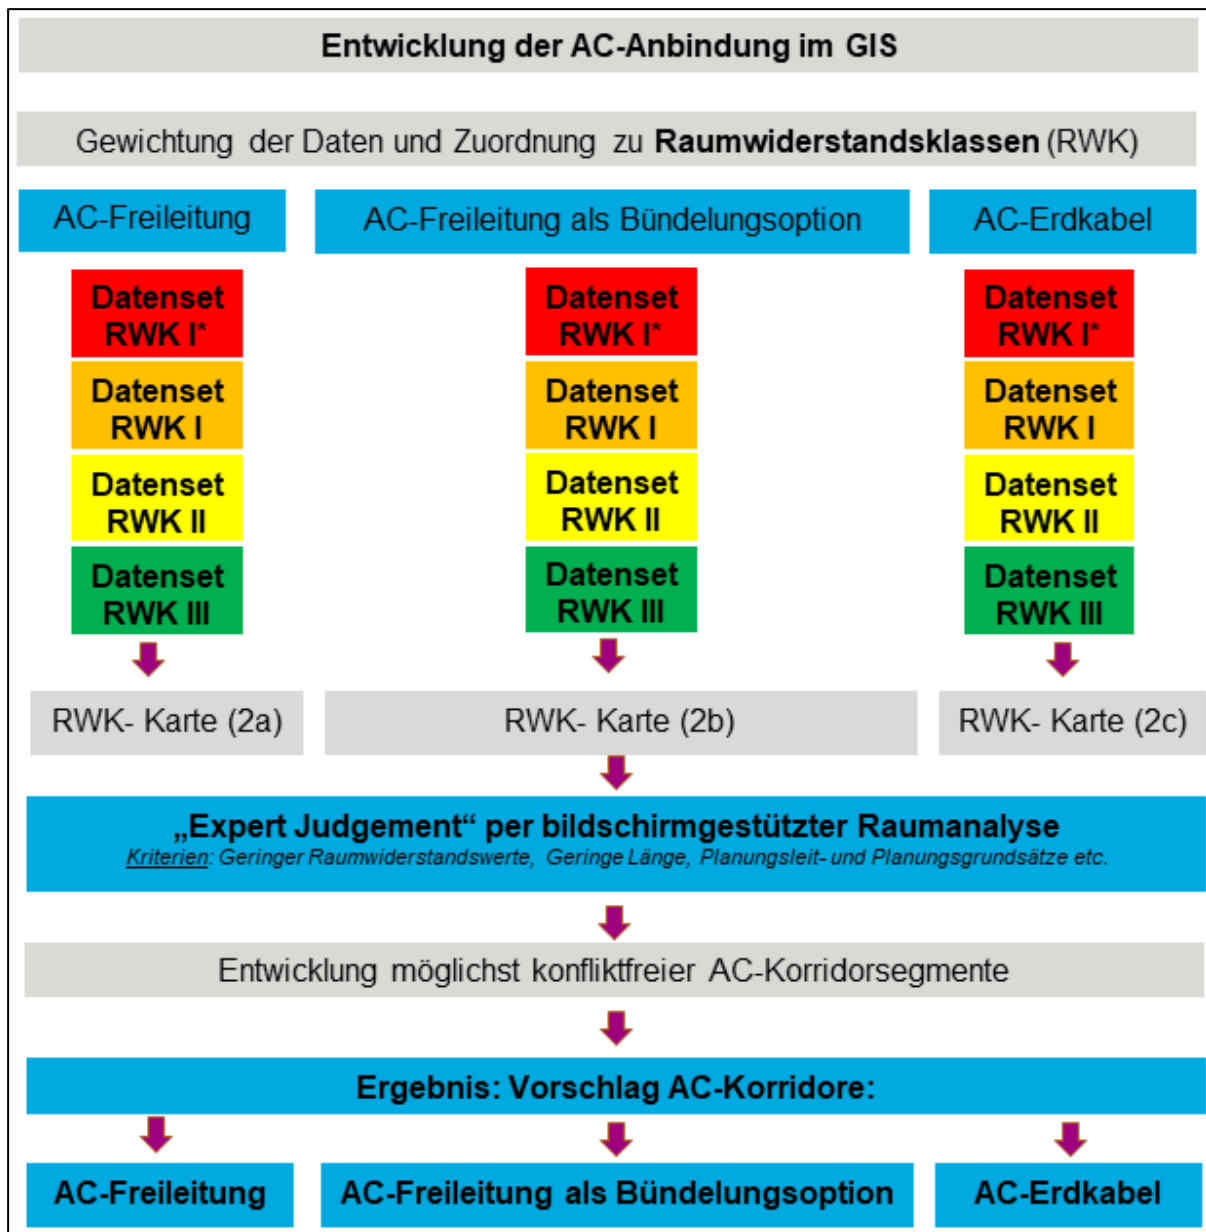 Entwicklung der AC-Anbindung im GIS
Gewichtung der Daten und Zuordnung zu Raumwiderstandsklassen (RWK)
AC-Freileitung
AC-Freileitung als Bündelungsoption
AC-Erdkabel
Datenset
RWK I*
Datenset
RWK I*
Datenset
RWK I*
Datenset
RWK I
Datenset
RWK I
Datenset
RWK I
Datenset
RWK II
Datenset
RWK II
Datenset
RWK II
Datenset
RWK III
Datenset
RWK III
Datenset
RWK III
RWK- Karte (2a)
RWK- Karte (2b)
RWK- Karte (2c)
„Expert Judgement“ per bildschirmgestützter Raumanalyse
Kriterien: Geringer Raumwiderstandswerte, Geringe Länge, Planungsleit- und Planungsgrundsätze etc.
Entwicklung möglichst konfliktfreier AC-Korridorsegmente
Ergebnis: Vorschlag AC-Korridore:
AC-Freileitung
AC-Freileitung als Bündelungsoption
AC-Erdkabel